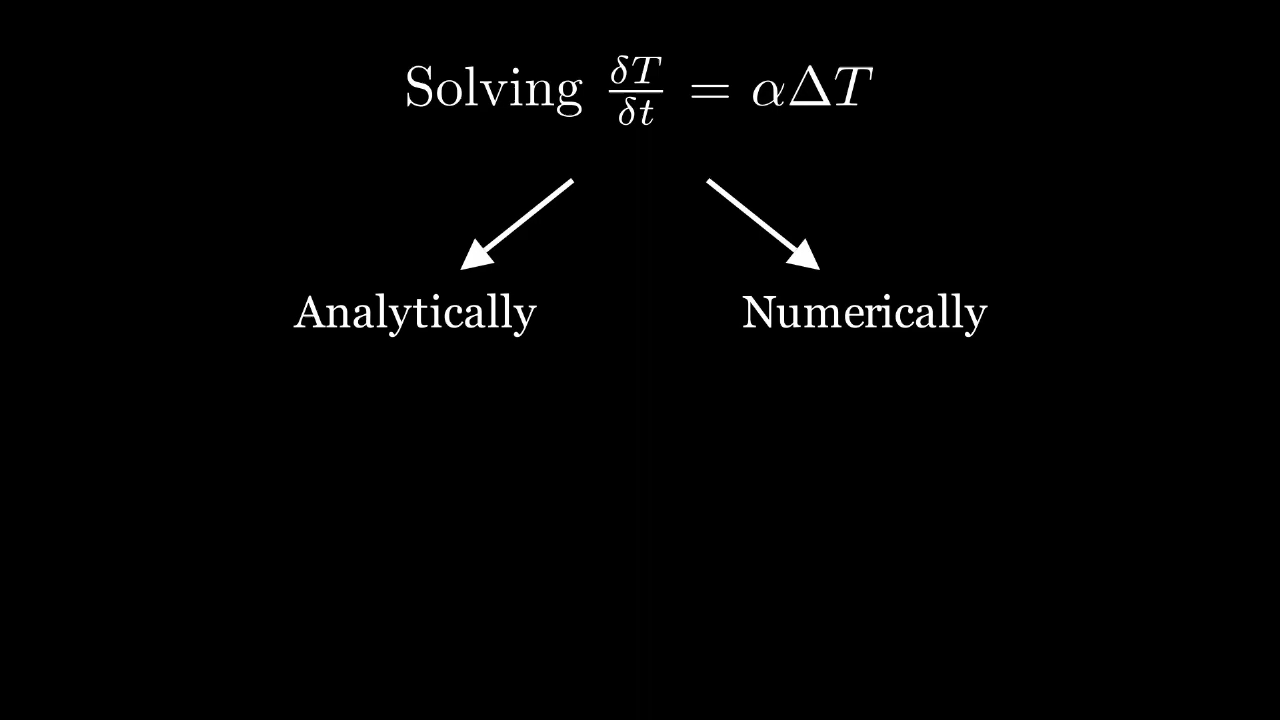 Solving δT/δt = αΔT
Analytically
Numerically